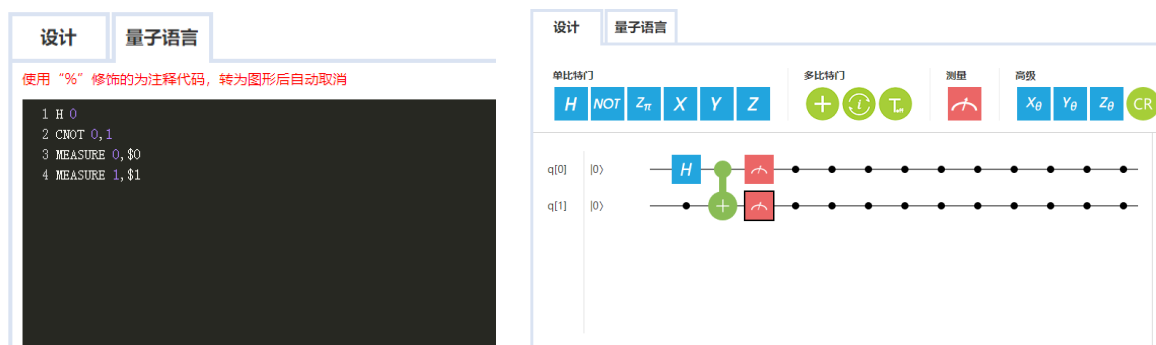 设计 量子语言
使用“%”修饰的为注释代码，转为图形后自动取消
1 H 0
2 CNOT 0,1
3 MEASURE 0,$0
4 MEASURE 1,$1
设计 量子语言
单比特门 多比特门 测量 高级
H NOT Zπ X Y Z + i Xθ Yθ Zθ CR
q[0] |0⟩ H
q[1] |0⟩ +